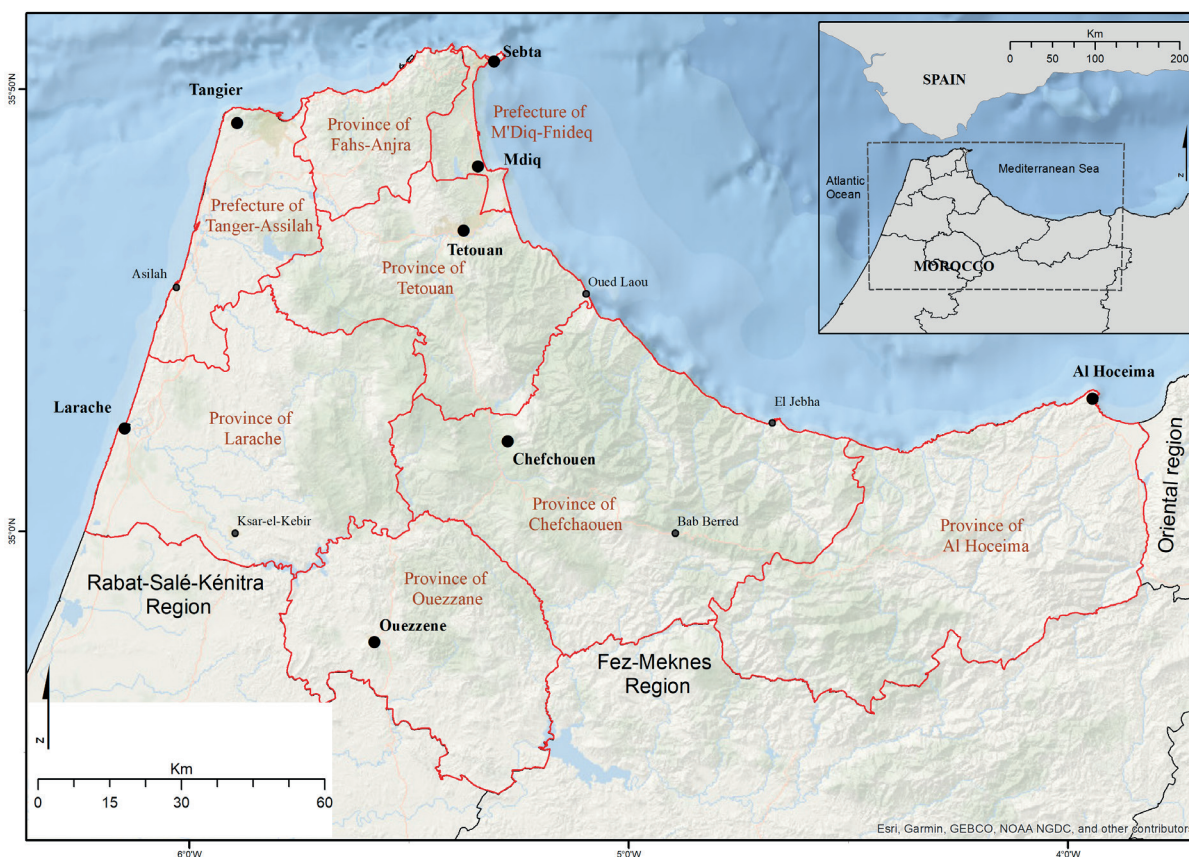 Sebta
Tangier
Prefecture of
M'Diq-Fnideq
Province of
Fahs-Anjra
Mdiq
Prefecture of
Tanger-Assilah
Tetouan
Province of
Tetouan
Asilah
Oued Laou
Larache
Province of
Larache
El Jebha
Al Hoceima
Chefchouen
Province of
Chefchaouen
Ksar-el-Kebir
Bab Berred
Province of
Al Hoceima
Oriental region
Rabat-Salé-Kénitra
Region
Province of
Ouezzane
Ouezzene
Fez-Meknes
Region
Km
0 50 100 200
SPAIN
Atlantic
Ocean
Mediterranean Sea
MOROCCO
z
z
Km
0 15 30 60
35°50'N
35°0'N
6°0'W
5°0'W
4°0'W
Esri, Garmin, GEBCO, NOAA NGDC, and other contributors